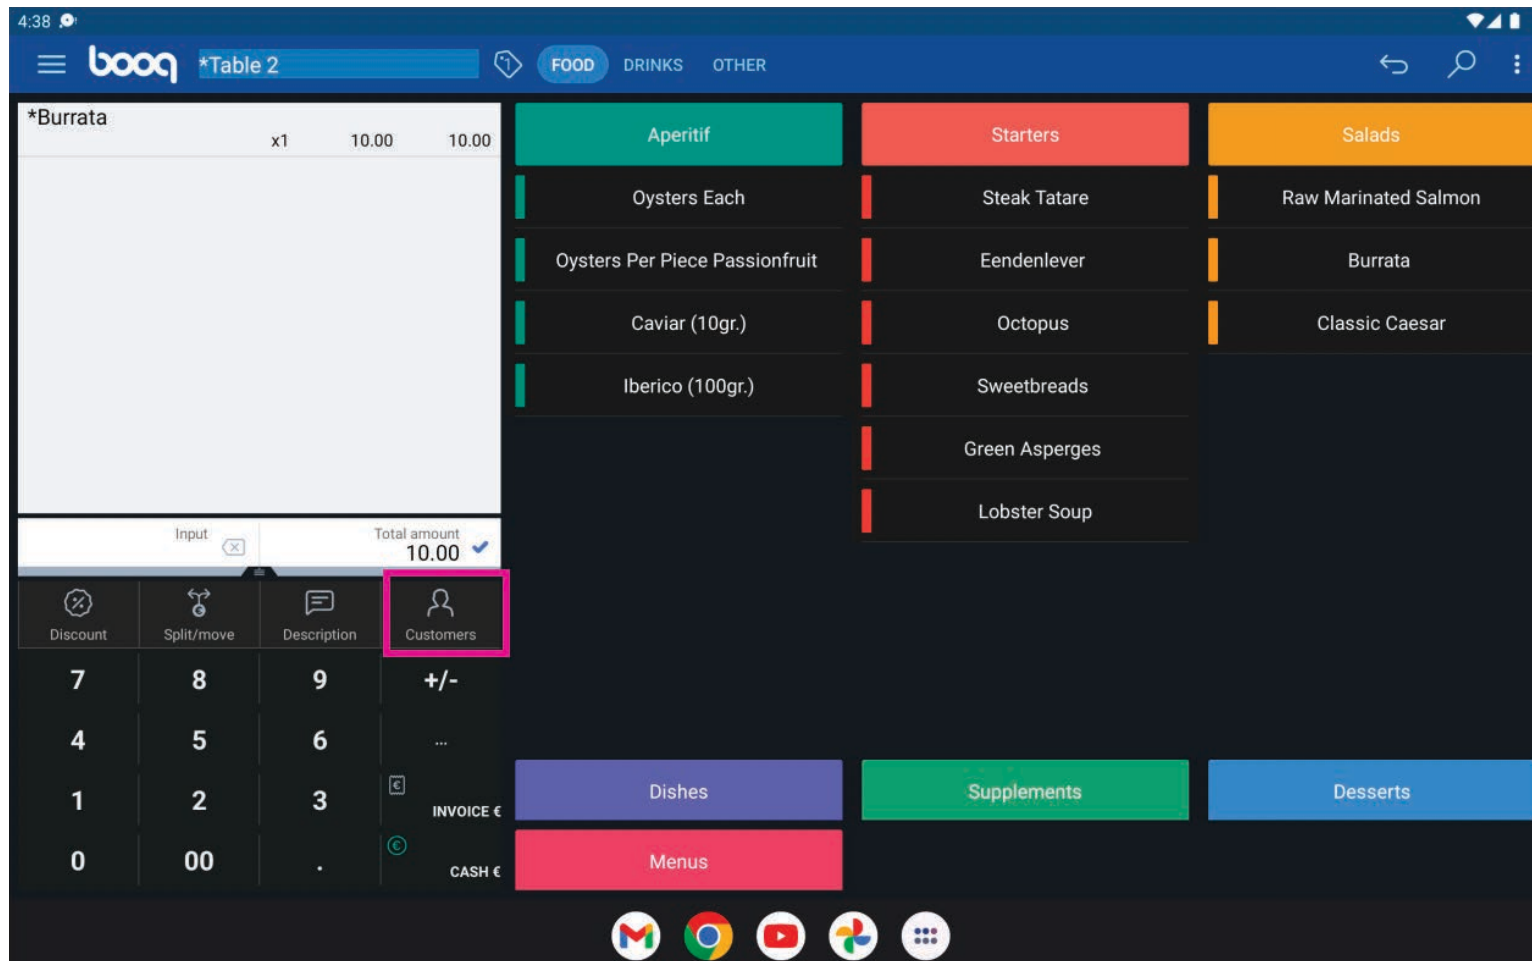 4:38
booq *Table 2 1 FOOD DRINKS OTHER
*Burrata
x1 10.00 10.00
Input
Total amount
10.00
Discount Split/move Description Customers
7 8 9 +/-
4 5 6 ...
1 2 3 INVOICE €
0 00 . CASH €
Aperitif
Oysters Each
Oysters Per Piece Passionfruit
Caviar (10gr.)
Iberico (100gr.)
Starters
Steak Tatare
Eendenlever
Octopus
Sweetbreads
Green Asperges
Lobster Soup
Salads
Raw Marinated Salmon
Burrata
Classic Caesar
Dishes Supplements Desserts
Menus